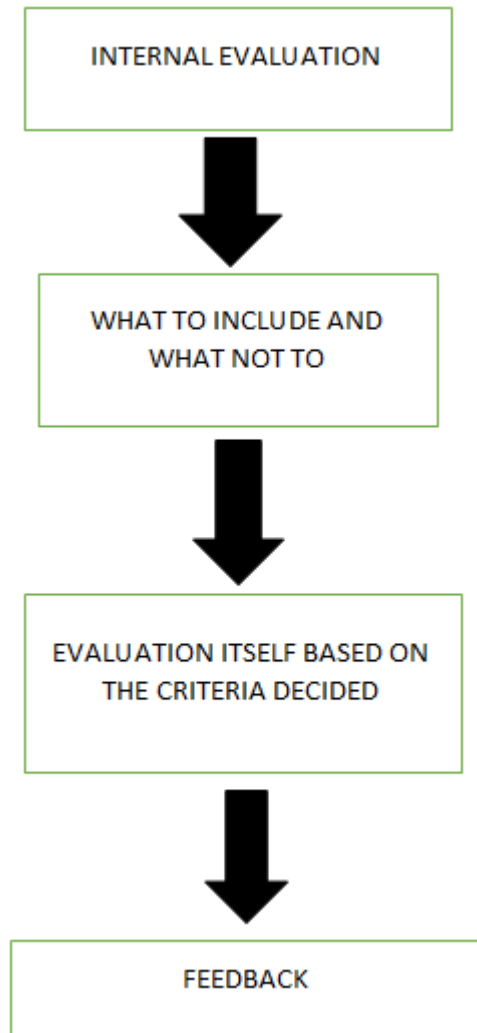 INTERNAL EVALUATION
WHAT TO INCLUDE AND
WHAT NOT TO
EVALUATION ITSELF BASED ON
THE CRITERIA DECIDED
FEEDBACK